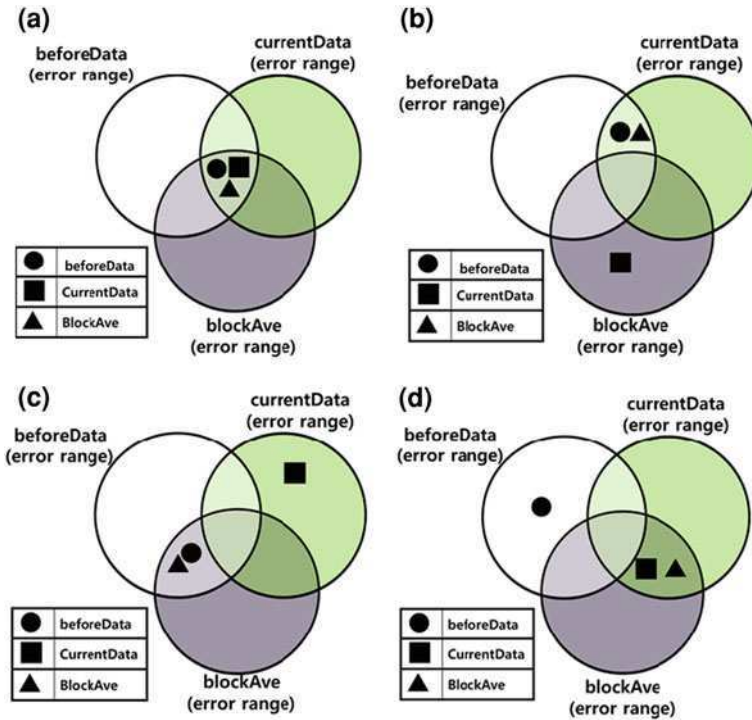 (a)
currentData
(error range)
beforeData
(error range)
beforeData
CurrentData
BlockAve
blockAve
(error range)
(b)
currentData
(error range)
beforeData
(error range)
beforeData
CurrentData
BlockAve
blockAve
(error range)
(c)
currentData
(error range)
beforeData
(error range)
beforeData
CurrentData
BlockAve
blockAve
(error range)
(d)
currentData
(error range)
beforeData
(error range)
beforeData
CurrentData
BlockAve
blockAve
(error range)